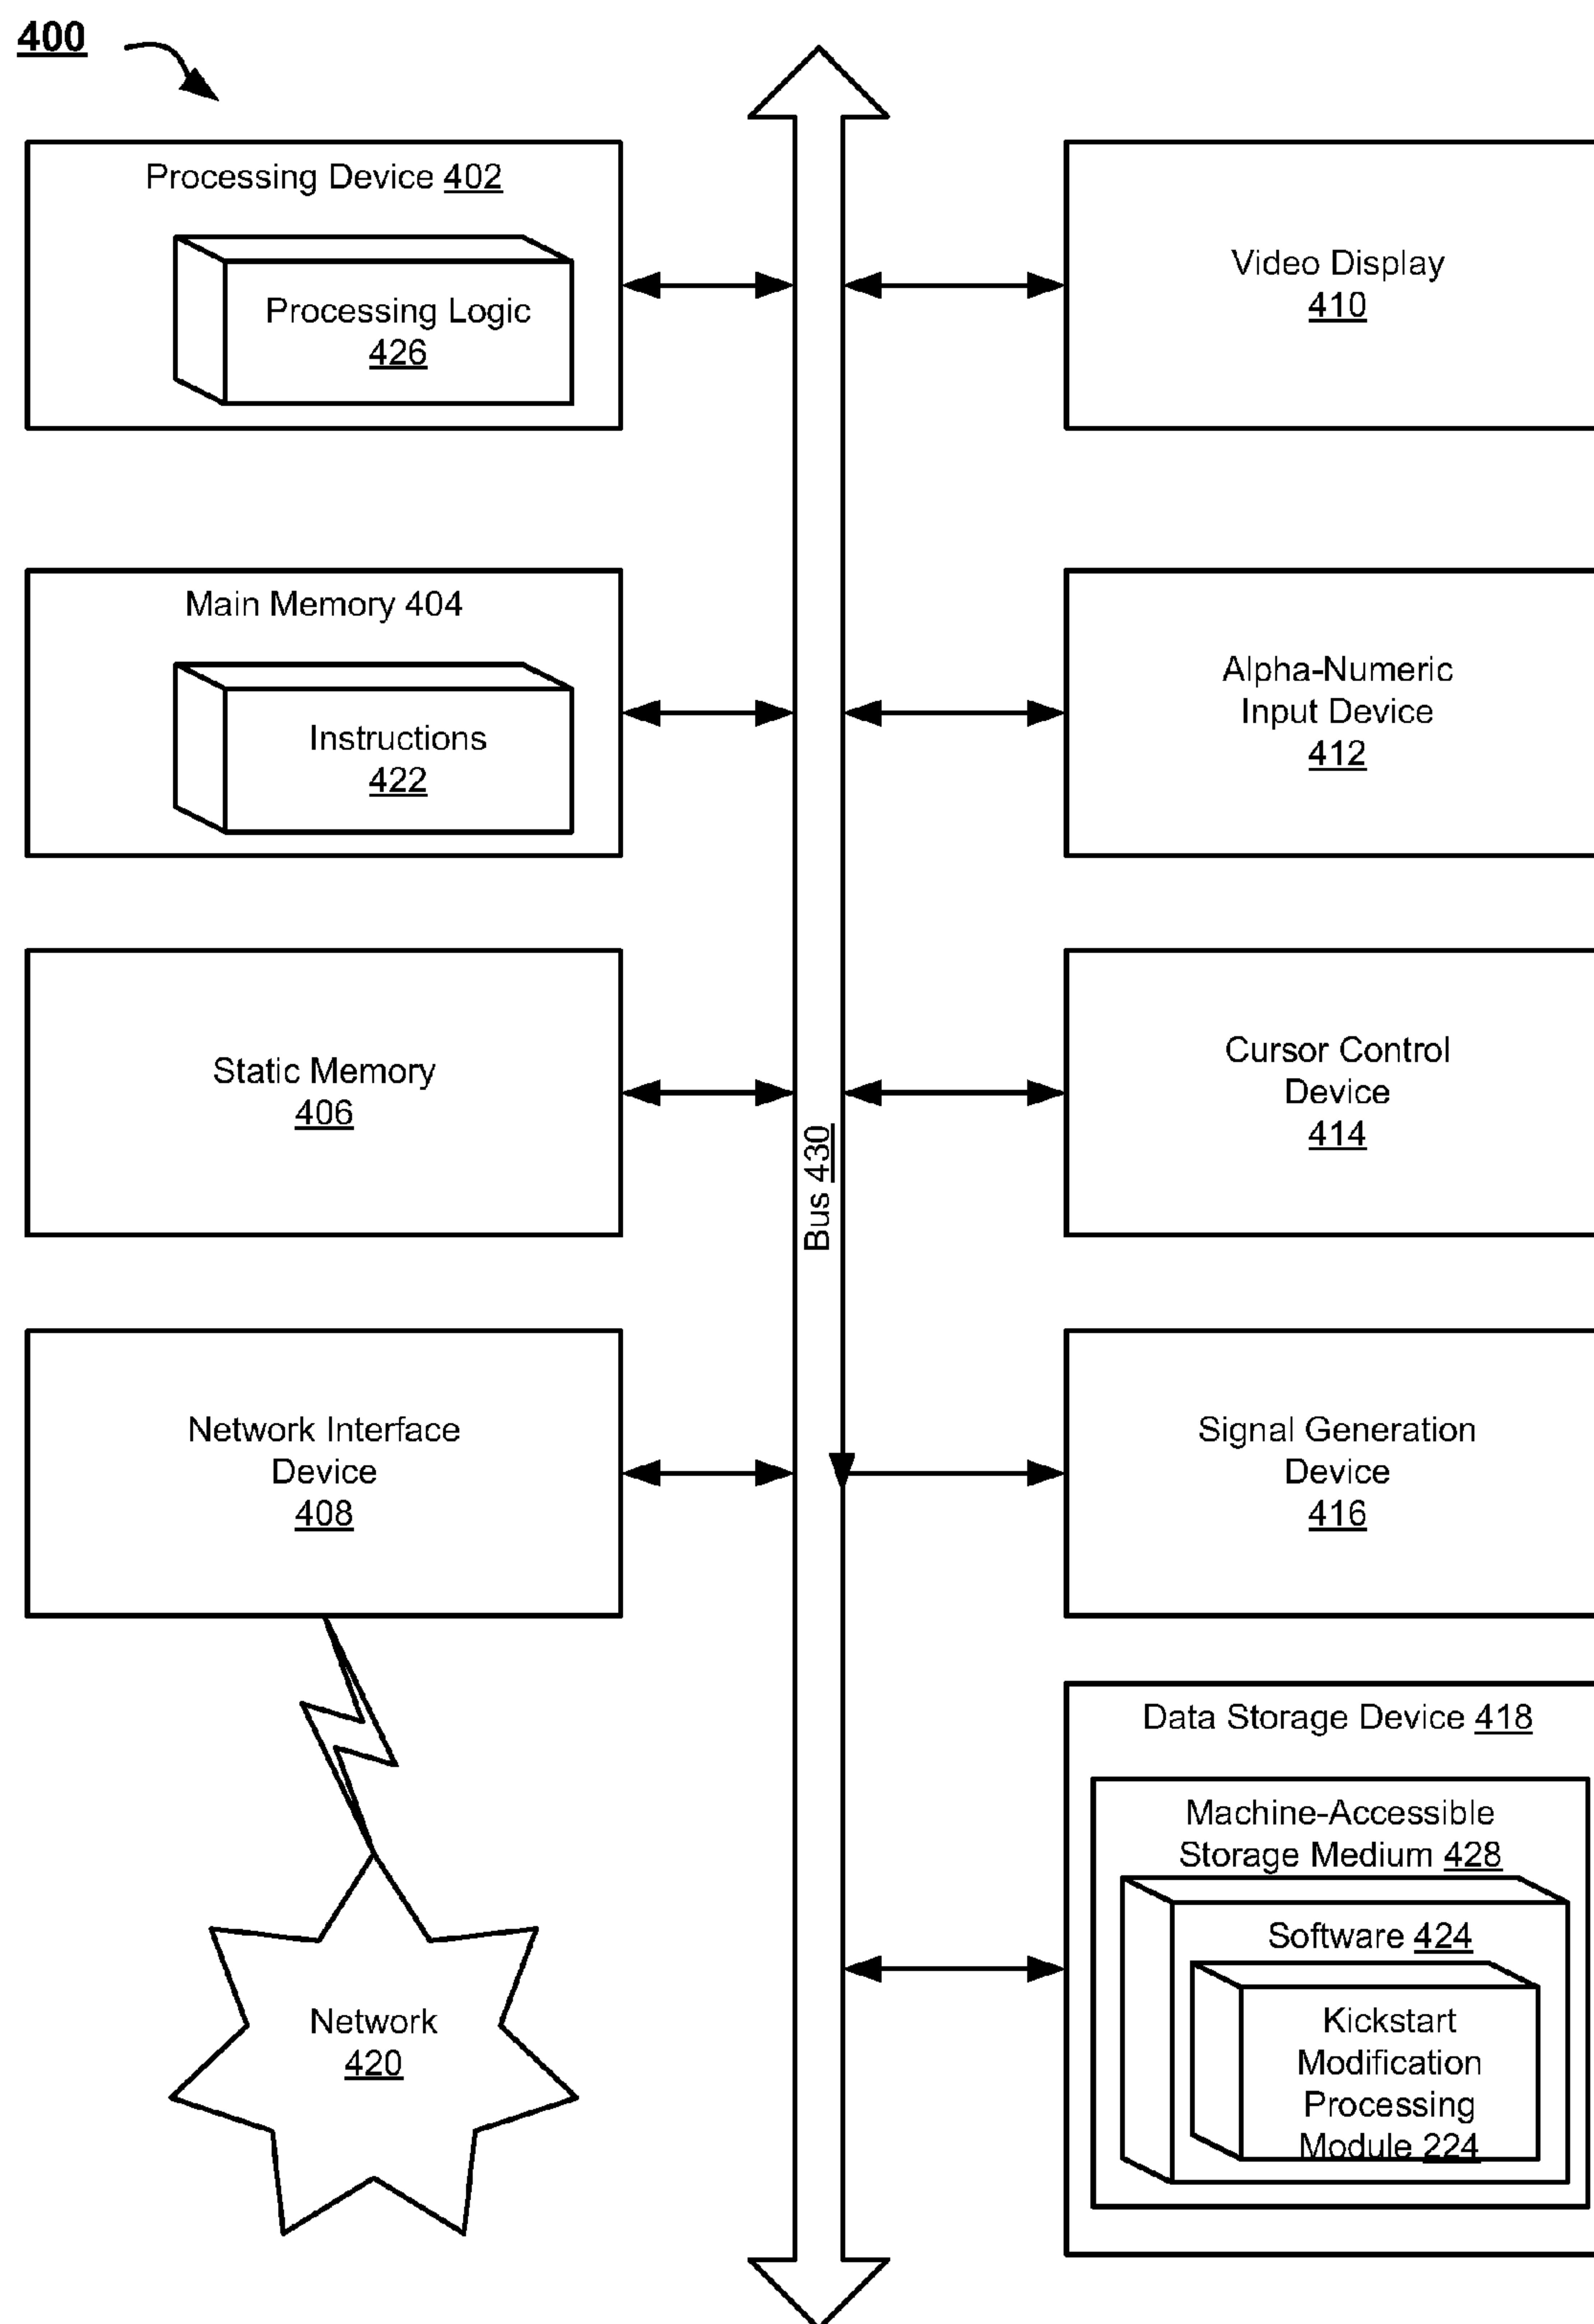 400
Processing Device 402
Processing Logic
426
Main Memory 404
Instructions
422
Static Memory
406
Network Interface
Device
408
Network
420
Bus 430
Video Display
410
Alpha-Numeric
Input Device
412
Cursor Control
Device
414
Signal Generation
Device
416
Data Storage Device 418
Machine-Accessible
Storage Medium 428
Software 424
Kickstart
Modification
Processing
Module 224